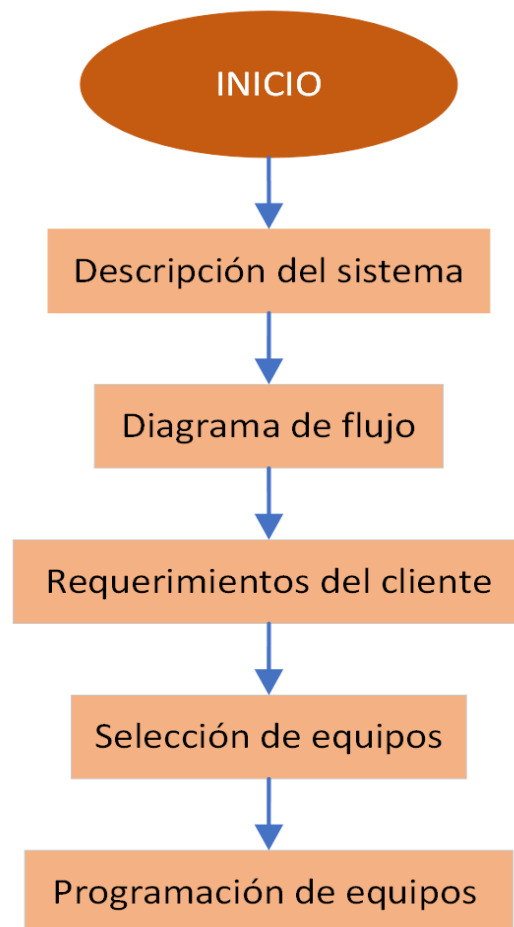 INICIO
Descripción del sistema
Diagrama de flujo
Requerimientos del cliente
Selección de equipos
Programación de equipos